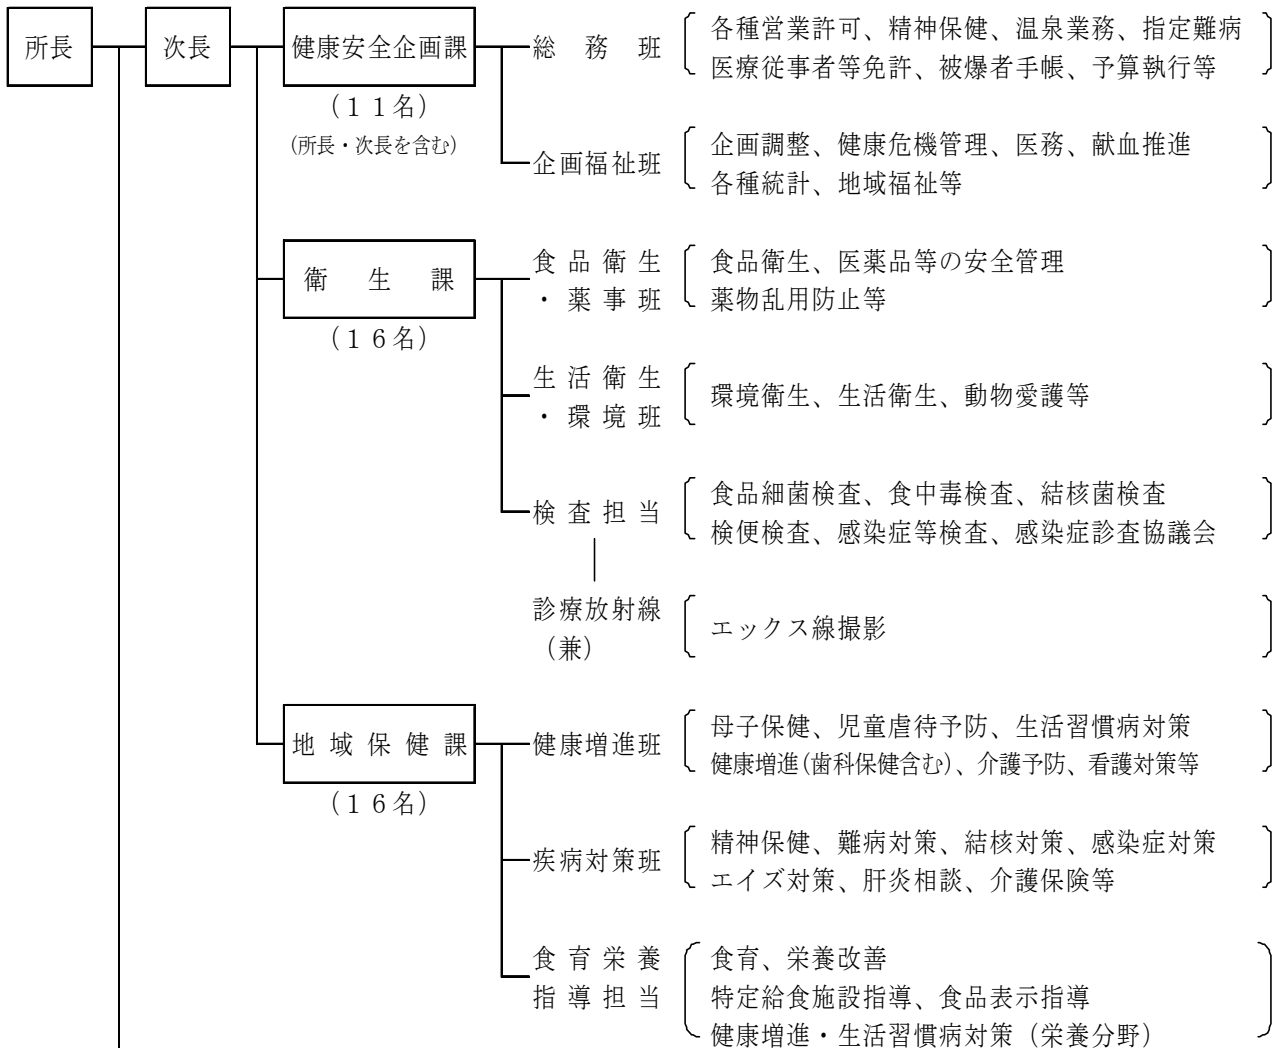 所長
次長
健康安全企画課
（１１名）
(所長・次長を含む)
総務班
各種営業許可、精神保健、温泉業務、指定難病
医療従事者等免許、被爆者手帳、予算執行等
企画福祉班
企画調整、健康危機管理、医務、献血推進
各種統計、地域福祉等
衛生課
（１６名）
食品衛生
・薬事班
食品衛生、医薬品等の安全管理
薬物乱用防止等
生活衛生
・環境班
環境衛生、生活衛生、動物愛護等
検査担当
食品細菌検査、食中毒検査、結核菌検査
検便検査、感染症等検査、感染症診査協議会
診療放射線
（兼）
エックス線撮影
地域保健課
（１６名）
健康増進班
母子保健、児童虐待予防、生活習慣病対策
健康増進(歯科保健含む)、介護予防、看護対策等
疾病対策班
精神保健、難病対策、結核対策、感染症対策
エイズ対策、肝炎相談、介護保険等
食育栄養
指導担当
食育、栄養改善
特定給食施設指導、食品表示指導
健康増進・生活習慣病対策（栄養分野）